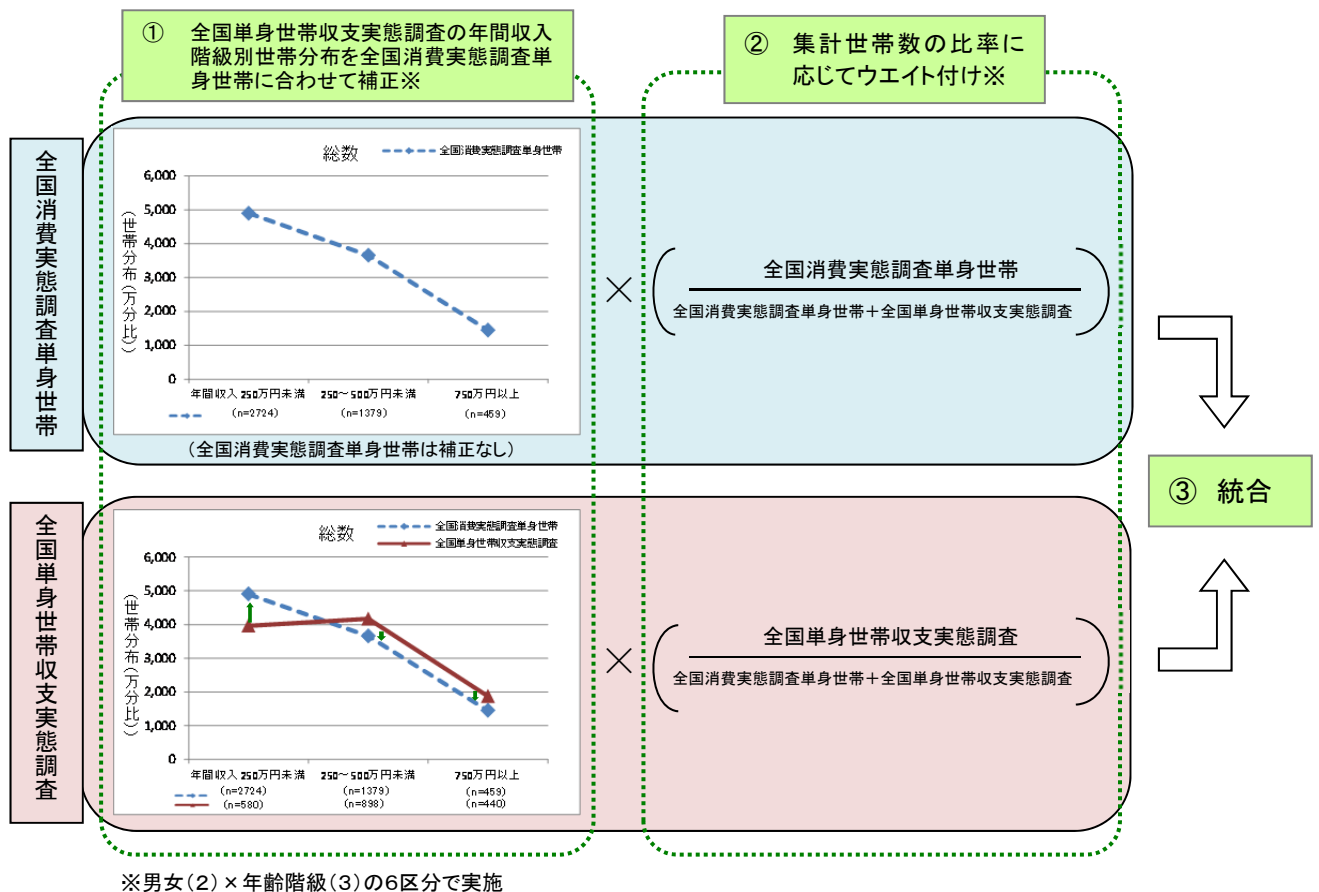 ① 全国単身世帯収支実態調査の年間収入
階級別世帯分布を全国消費実態調査単
身世帯に合わせて補正※
② 集計世帯数の比率に
応じてウエイト付け※
全国消費実態調査単身世帯
総数
全国消費実態調査単身世帯
(世帯分布(万分比))
6,000
5,000
4,000
3,000
2,000
1,000
0
年間収入250万円未満 250～500万円未満 750万円以上
(n=2724) (n=1379) (n=459)
(全国消費実態調査単身世帯は補正なし)
×
全国消費実態調査単身世帯
全国消費実態調査単身世帯+全国単身世帯収支実態調査
③ 統合
全国単身世帯収支実態調査
総数
全国消費実態調査単身世帯
全国単身世帯収支実態調査
(世帯分布(万分比))
6,000
5,000
4,000
3,000
2,000
1,000
0
年間収入250万円未満 250～500万円未満 750万円以上
(n=2724) (n=1379) (n=459)
(n=580) (n=898) (n=440)
×
全国単身世帯収支実態調査
全国消費実態調査単身世帯+全国単身世帯収支実態調査
※男女(2)×年齢階級(3)の6区分で実施